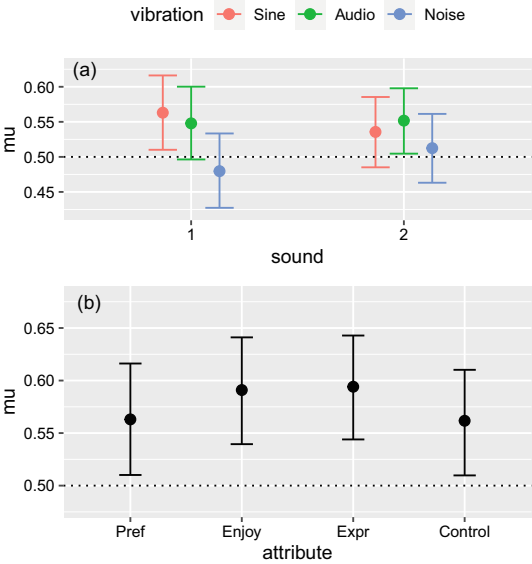 vibration Sine Audio Noise
(a)
0.60
0.55
0.50
0.45
mu
1 2
sound
(b)
0.65
0.60
0.55
0.50
mu
Pref Enjoy Expr Control
attribute